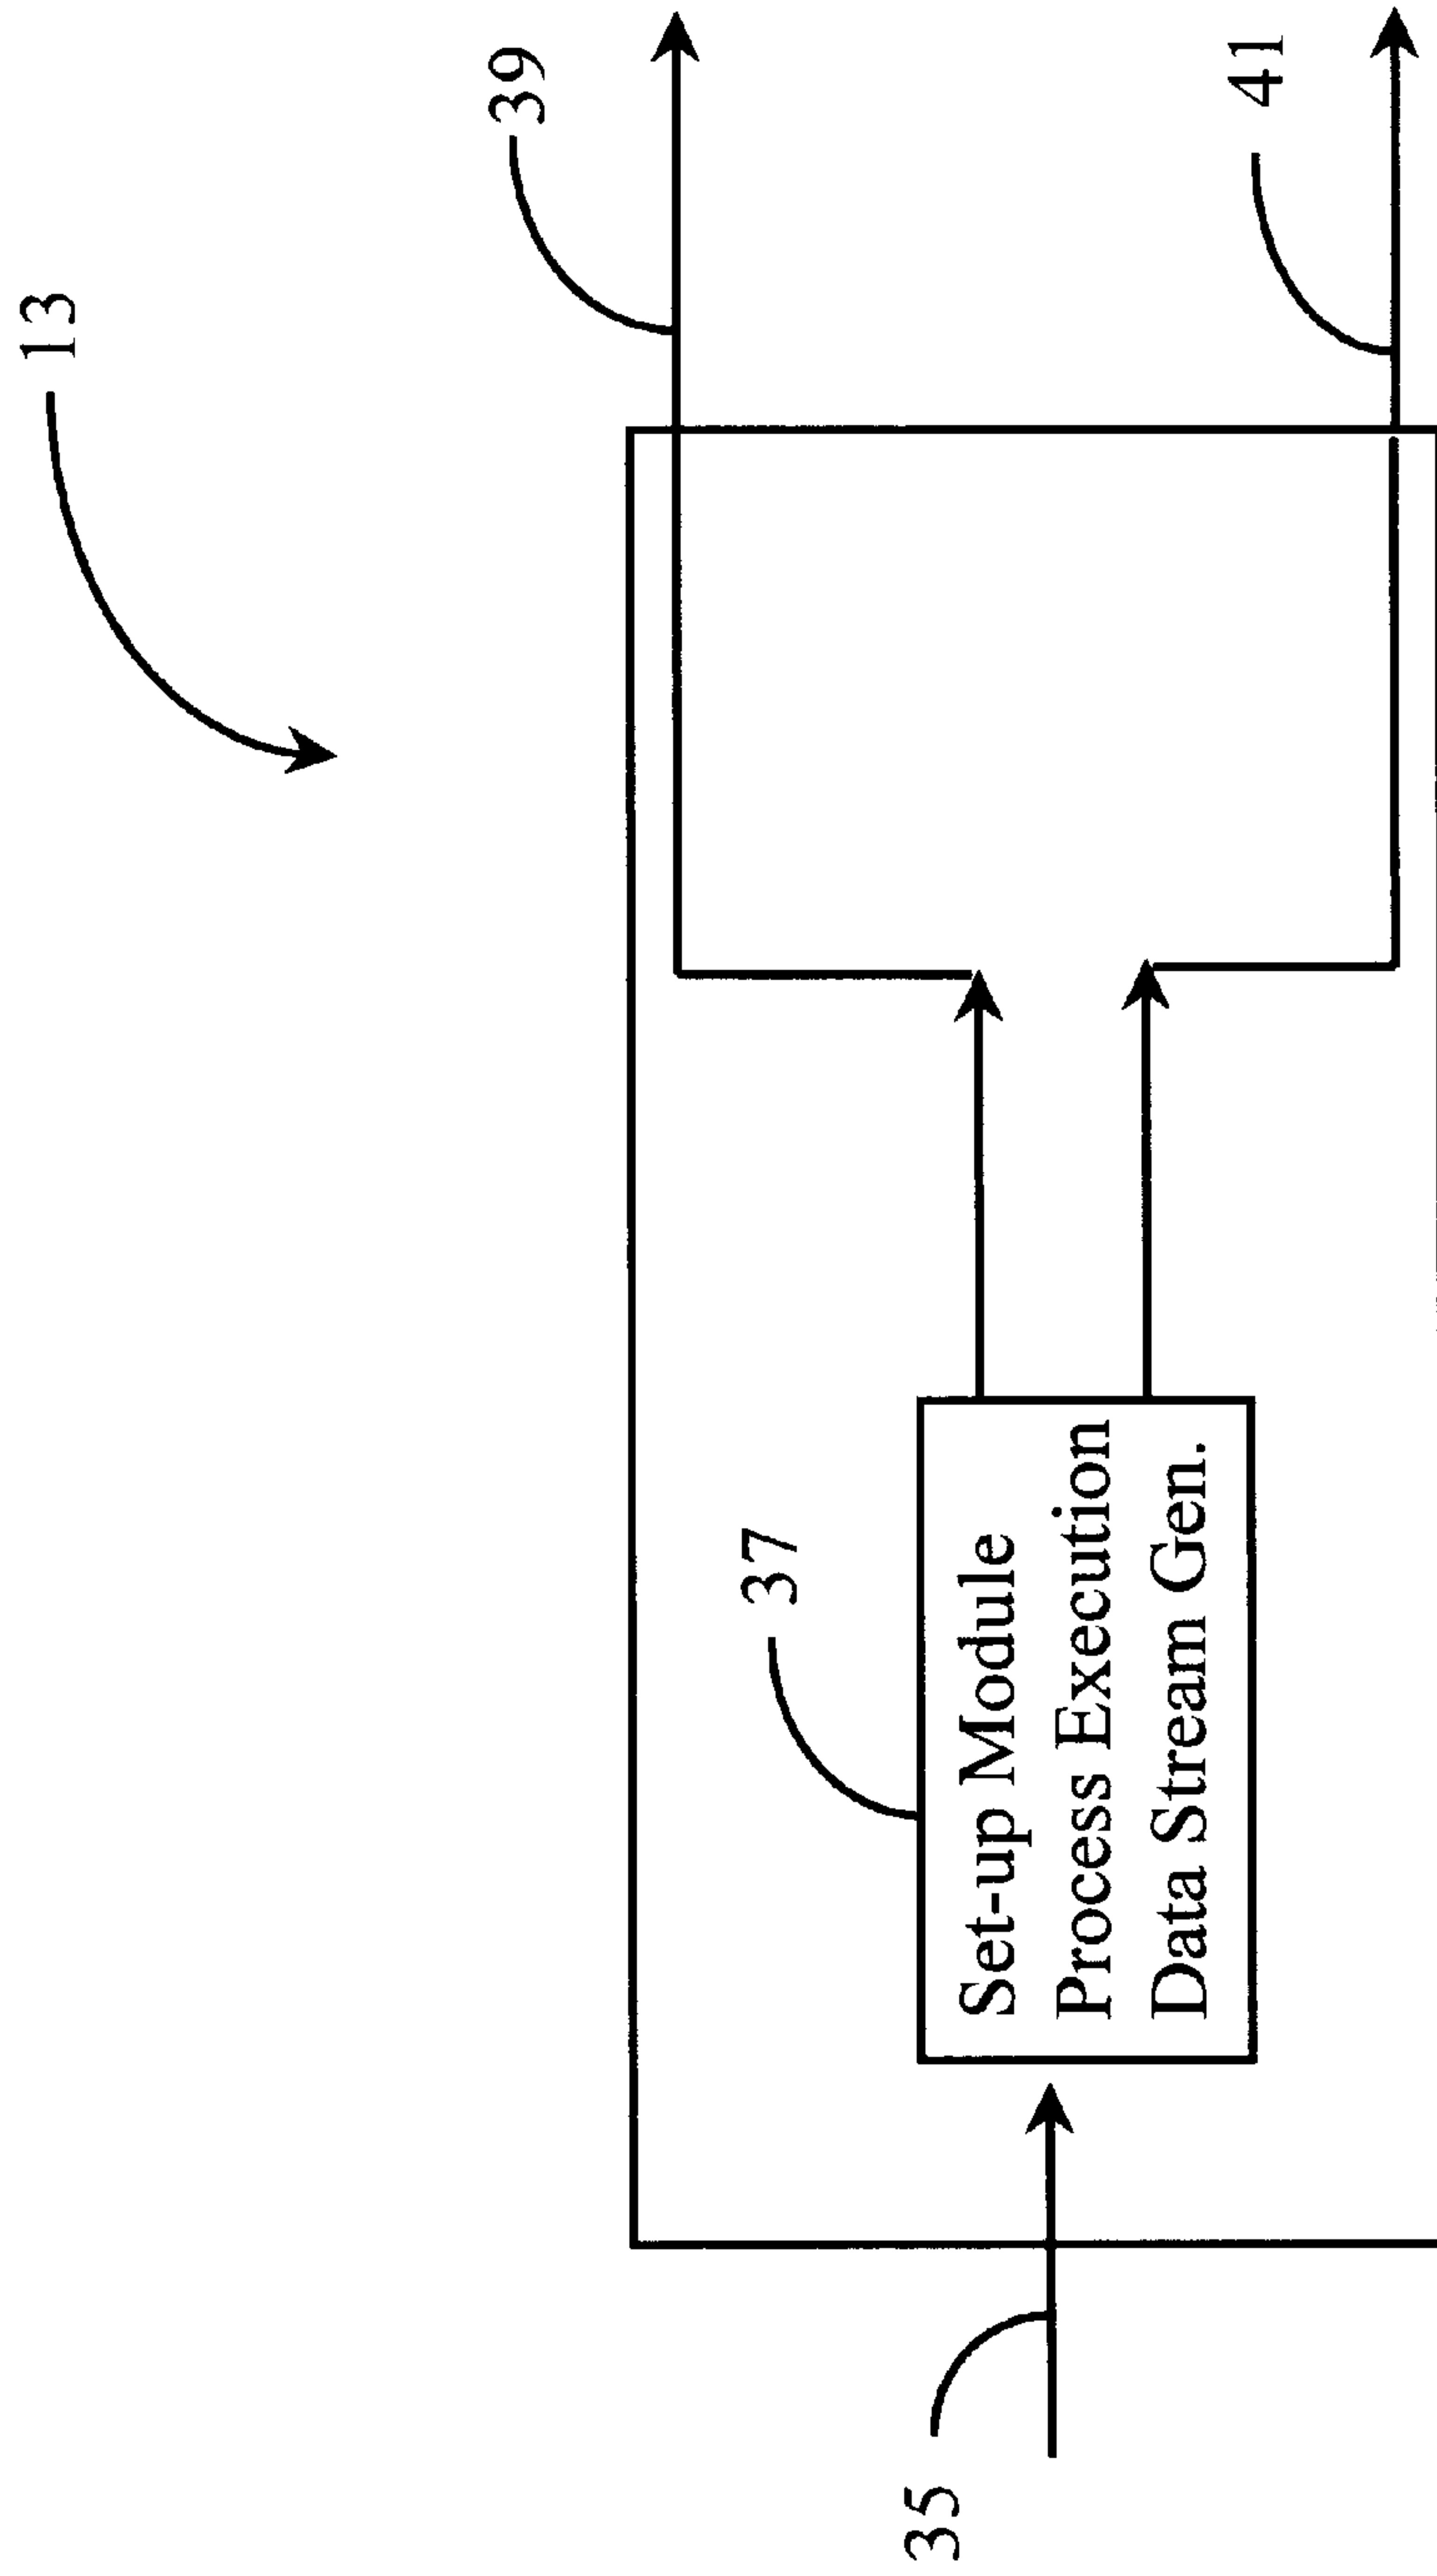 13
39
41
37
Set-up Module
Process Execution
Data Stream Gen.
35